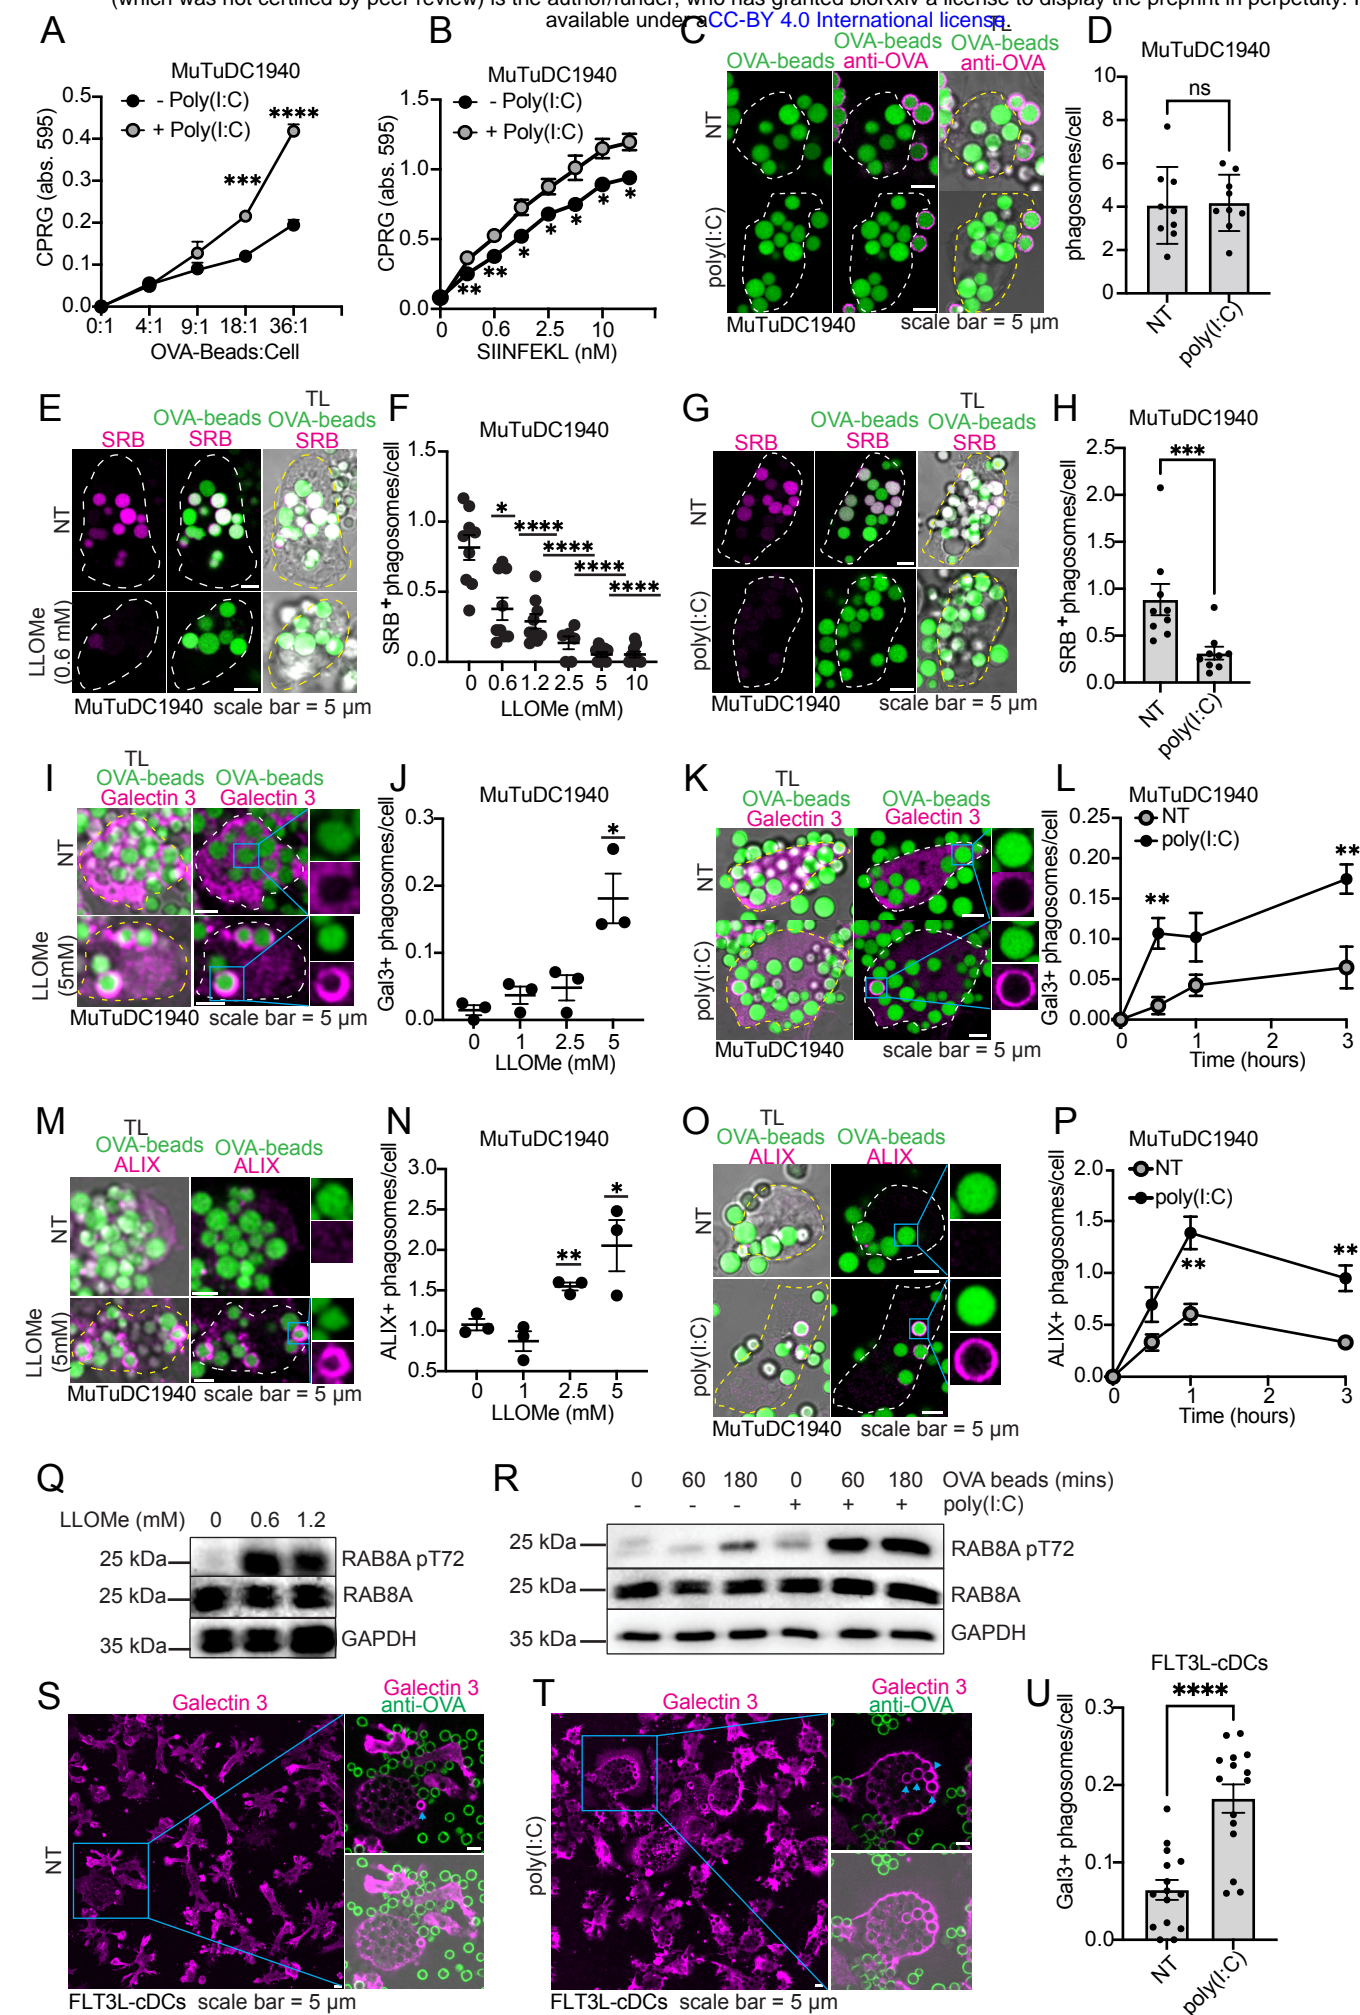 (which was not certified by peer review) is the author/funder, who has granted bioRxiv a license to display the preprint in perpetuity.
available under aCC-BY 4.0 International license.
A
MuTuDC1940
- Poly(I:C)
+ Poly(I:C)
CPRG (abs. 595)
0.5
0.4
0.3
0.2
0.1
0.0
***
****
0:1 4:1 9:1 18:1 36:1
OVA-Beads:Cell
B
MuTuDC1940
- Poly(I:C)
+ Poly(I:C)
CPRG (abs. 595)
1.5
1.0
0.5
0.0
** ** * * * * *
0 0.6 2.5 10
SIINFEKL (nM)
C
OVA-beads
OVA-beads
anti-OVA
TL
OVA-beads
anti-OVA
NT
poly(I:C)
MuTuDC1940 scale bar = 5 µm
D
MuTuDC1940
ns
phagosomes/cell
10
8
6
4
2
0
NT poly(I:C)
E
SRB
OVA-beads
SRB
TL
OVA-beads
SRB
NT
LLOMe
(0.6 mM)
MuTuDC1940 scale bar = 5 µm
F
MuTuDC1940
SRB+phagosomes/cell
1.5
1.0
0.5
0.0
* **** **** **** ****
0 0.6 1.2 2.5 5 10
LLOMe (mM)
G
SRB
OVA-beads
SRB
TL
OVA-beads
SRB
NT
poly(I:C)
MuTuDC1940 scale bar = 5 µm
H
MuTuDC1940
***
SRB+phagosomes/cell
2.5
2.0
1.5
1.0
0.5
0.0
NT poly(I:C)
I
TL
OVA-beads
Galectin 3
OVA-beads
Galectin 3
NT
LLOMe
(5mM)
MuTuDC1940 scale bar = 5 µm
J
MuTuDC1940
Gal3+ phagosomes/cell
0.3
0.2
0.1
0.0
*
0 1 2.5 5
LLOMe (mM)
K
TL
OVA-beads
Galectin 3
OVA-beads
Galectin 3
NT
poly(I:C)
MuTuDC1940 scale bar = 5 µm
L
MuTuDC1940
NT
poly(I:C)
Gal3+ phagosomes/cell
0.25
0.20
0.15
0.10
0.05
0.00
** **
0 1 2 3
Time (hours)
M
TL
OVA-beads
ALIX
OVA-beads
ALIX
NT
LLOMe
(5mM)
MuTuDC1940 scale bar = 5 µm
N
MuTuDC1940
ALIX+ phagosomes/cell
3.0
2.5
2.0
1.5
1.0
0.5
** *
0 1 2.5 5
LLOMe (mM)
O
TL
OVA-beads
ALIX
OVA-beads
ALIX
NT
poly(I:C)
MuTuDC1940 scale bar = 5 µm
P
MuTuDC1940
NT
poly(I:C)
ALIX+ phagosomes/cell
2.0
1.5
1.0
0.5
0.0
** **
0 1 2 3
Time (hours)
Q
LLOMe (mM) 0 0.6 1.2
25 kDa RAB8A pT72
25 kDa RAB8A
35 kDa GAPDH
R
0 60 180 0 60 180 OVA beads (mins)
- - - + + + poly(I:C)
25 kDa RAB8A pT72
25 kDa RAB8A
35 kDa GAPDH
S
Galectin 3
Galectin 3
anti-OVA
NT
FLT3L-cDCs scale bar = 5 µm
T
Galectin 3
Galectin 3
anti-OVA
poly(I:C)
FLT3L-cDCs scale bar = 5 µm
U
FLT3L-cDCs
****
Gal3+ phagosomes/cell
0.3
0.2
0.1
0.0
NT poly(I:C)